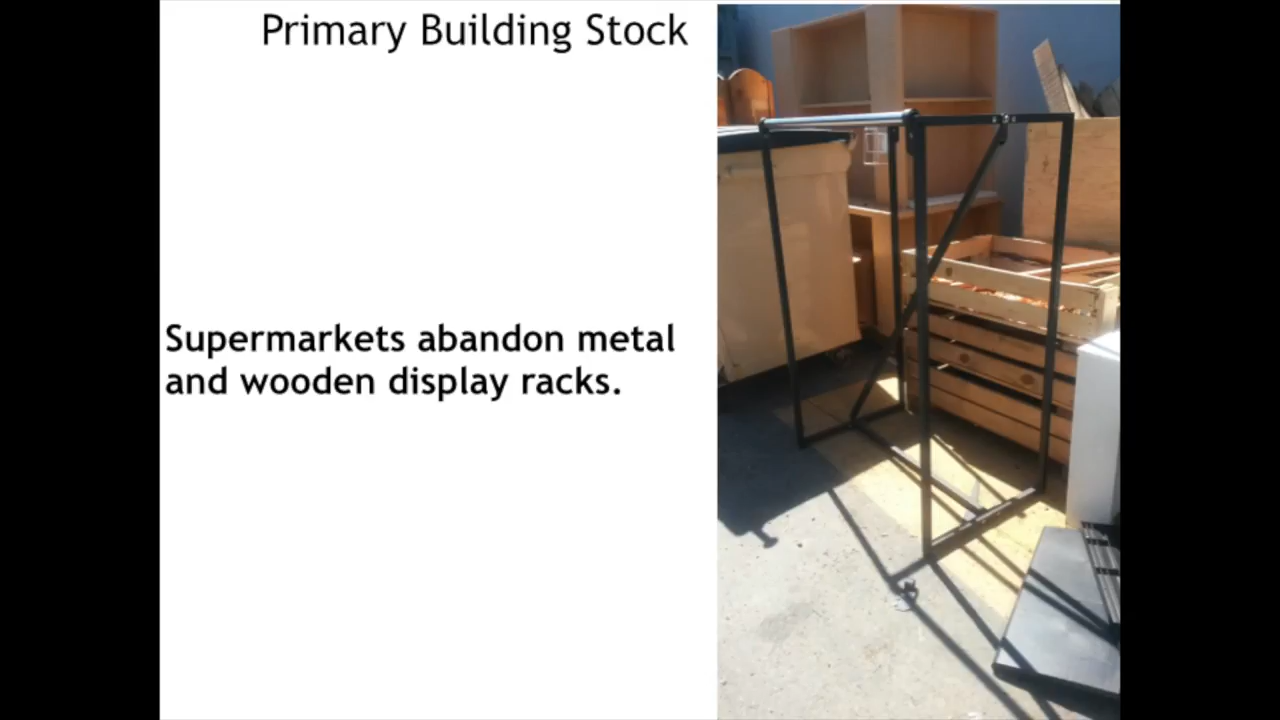 Primary Building Stock
Supermarkets abandon metal
and wooden display racks.